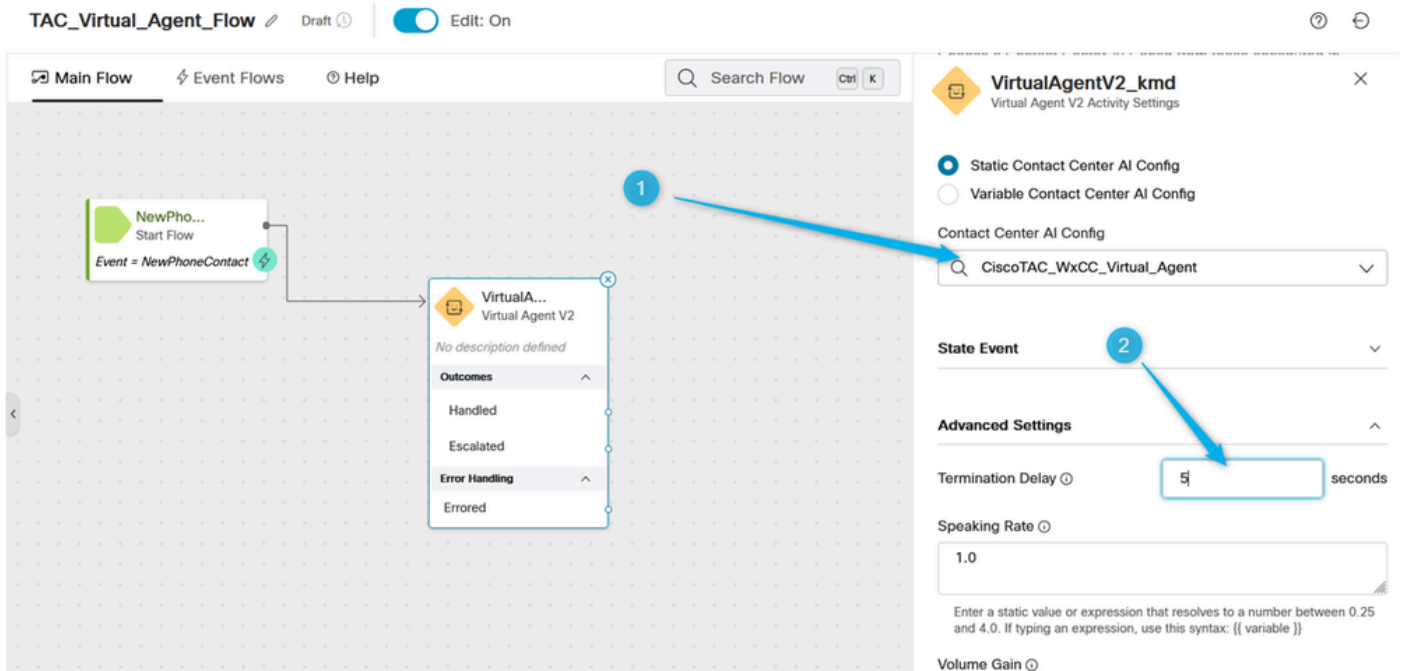 TAC_Virtual_Agent_Flow Draft Edit: On
Main Flow Event Flows Help Search Flow Ctrl K
NewPho...
Start Flow
Event = NewPhoneContact
VirtualA...
Virtual Agent V2
No description defined
Outcomes
Handled
Escalated
Error Handling
Errored
1
2
VirtualAgentV2_kmd
Virtual Agent V2 Activity Settings
Static Contact Center AI Config
Variable Contact Center AI Config
Contact Center AI Config
CiscoTAC_WxCC_Virtual_Agent
State Event
Advanced Settings
Termination Delay 5 seconds
Speaking Rate
1.0
Enter a static value or expression that resolves to a number between 0.25
and 4.0. If typing an expression, use this syntax: {{ variable }}
Volume Gain